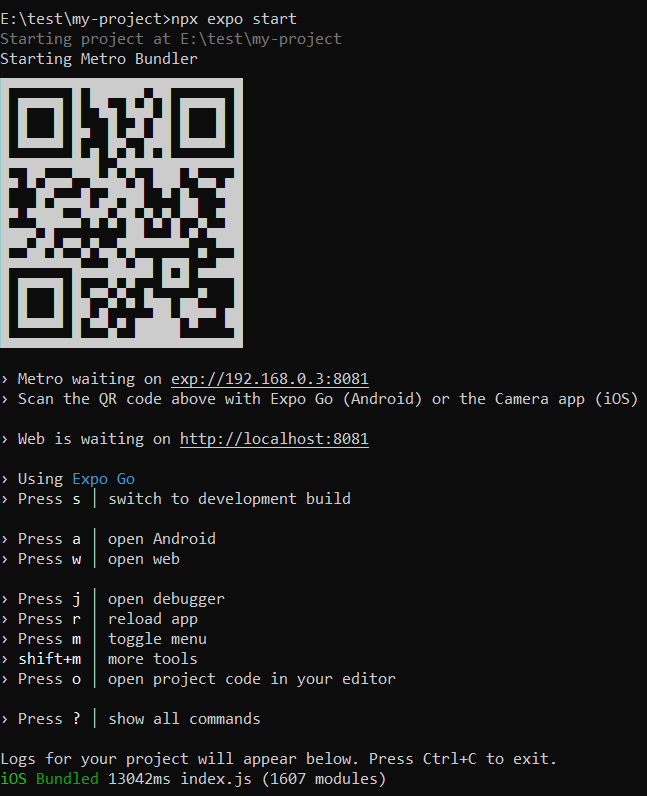 E:\test\my-project>npx expo start
Starting project at E:\test\my-project
Starting Metro Bundler
› Metro waiting on exp://192.168.0.3:8081
› Scan the QR code above with Expo Go (Android) or the Camera app (iOS)
› Web is waiting on http://localhost:8081
› Using Expo Go
› Press s │ switch to development build
› Press a │ open Android
› Press w │ open web
› Press j │ open debugger
› Press r │ reload app
› Press m │ toggle menu
› shift+m │ more tools
› Press o │ open project code in your editor
› Press ? │ show all commands
Logs for your project will appear below. Press Ctrl+C to exit.
iOS Bundled 13042ms index.js (1607 modules)